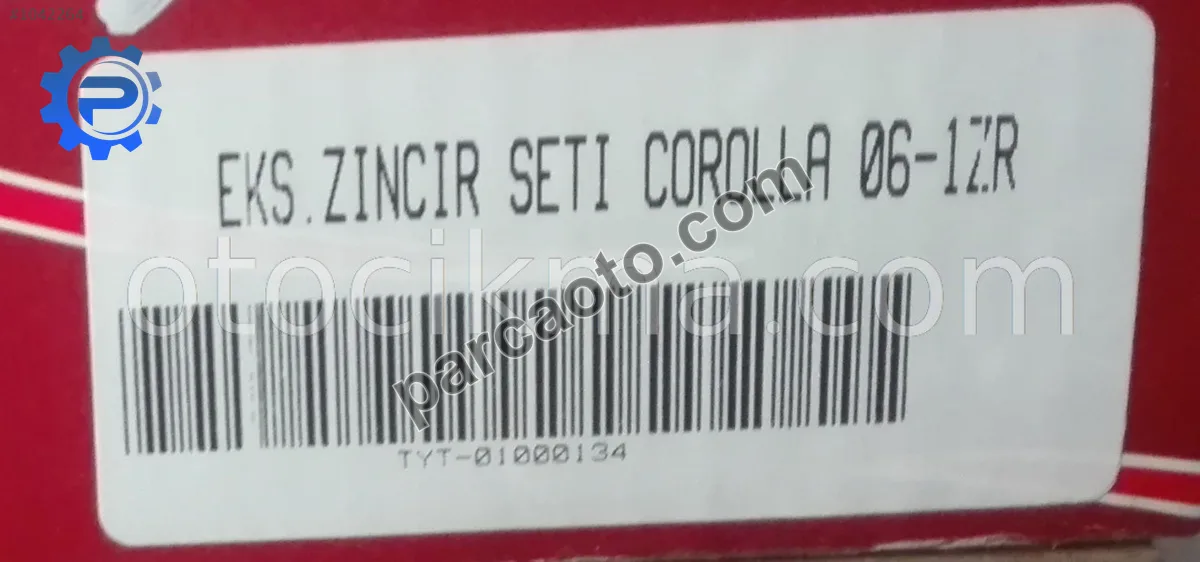 EKS.ZINCIR SETI COROLLA 06-1ZR
parcaoto.com
otocikma.com
TYT-01000134